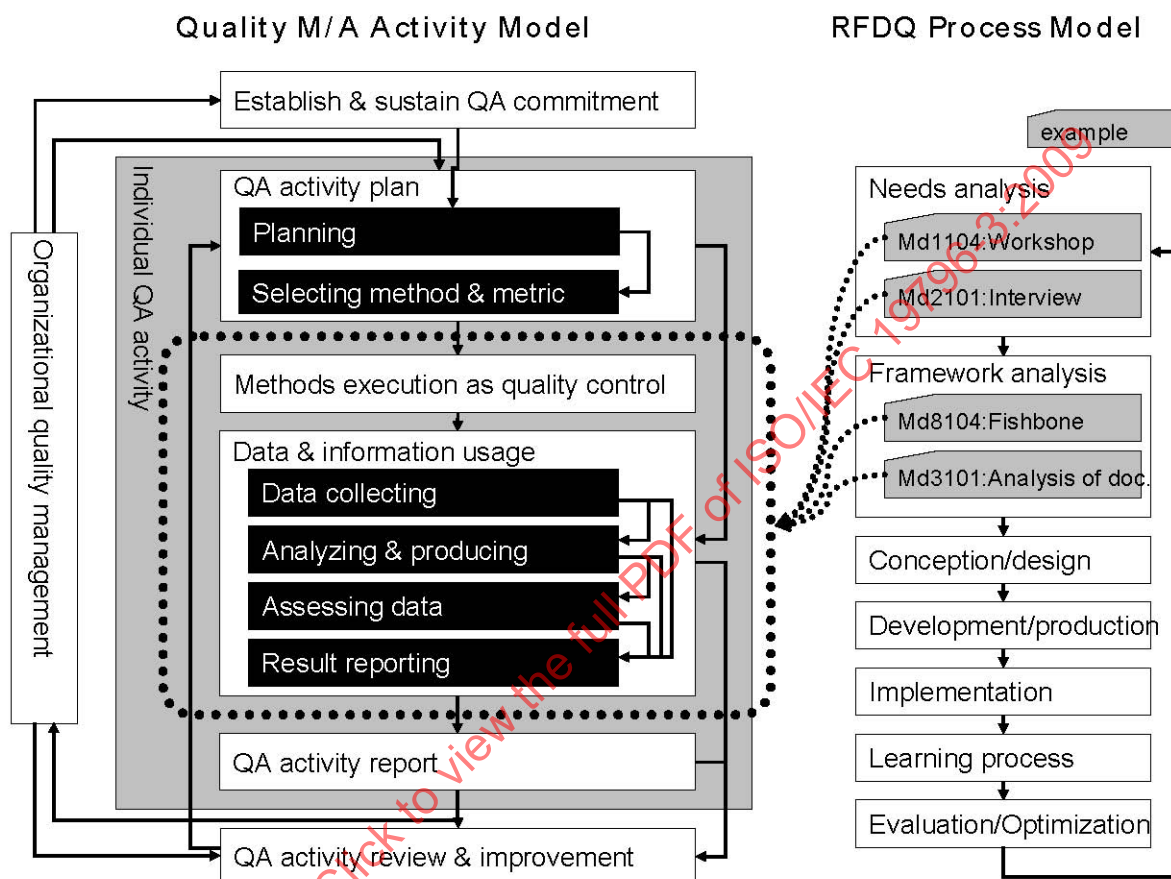 Quality M/A Activity Model
Establish & sustain QA commitment
Individual QA activity
Organizational quality management
QA activity plan
Planning
Selecting method & metric
Methods execution as quality control
Data & information usage
Data collecting
Analyzing & producing
Assessing data
Result reporting
QA activity report
QA activity review & improvement
RFDQ Process Model
example
Needs analysis
Md1104:Workshop
Md2101:Interview
Framework analysis
Md8104:Fishbone
Md3101:Analysis of doc.
Conception/design
Development/production
Implementation
Learning process
Evaluation/Optimization
Click to view the full PDF of ISO/IEC 19796-3:2009